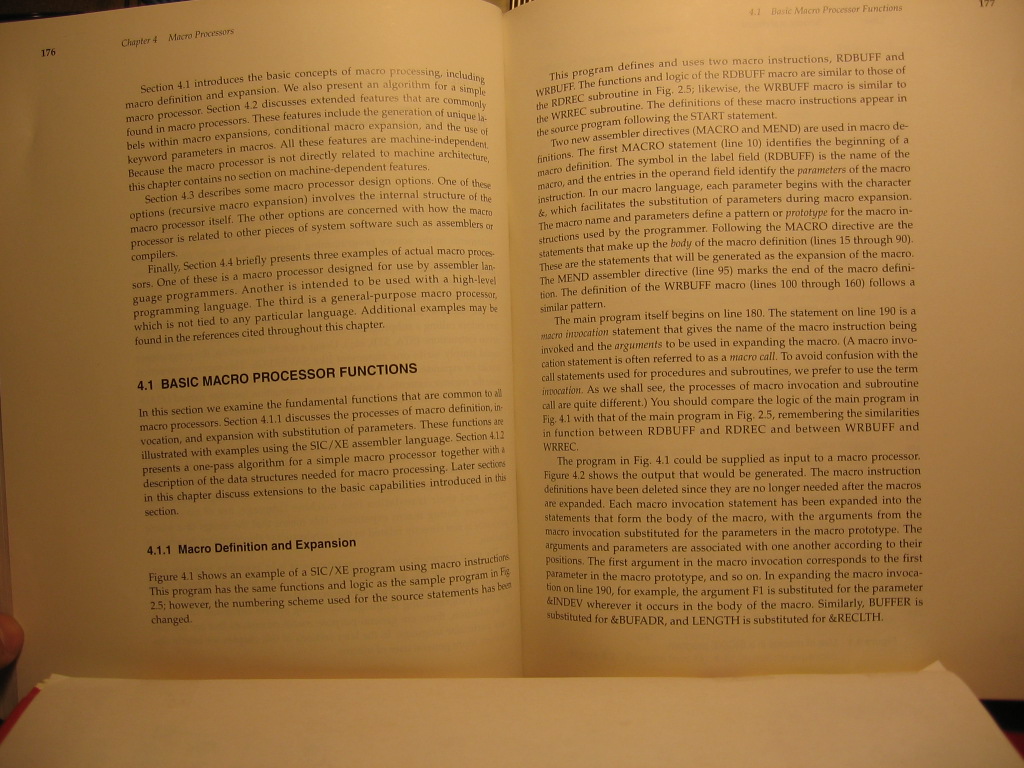 176
Chapter 4 Macro Processors
Section 4.1 introduces the basic concepts of macro processing, including
macro definition and expansion. We also present an algorithm for a simple
macro processor. Section 4.2 discusses extended features that are commonly
found in macro processors. These features include the generation of unique la-
bels within macro expansions, conditional macro expansion, and the use of
keyword parameters in macros. All these features are machine-independent.
Because the macro processor is not directly related to machine architecture,
this chapter contains no section on machine-dependent features.
Section 4.3 describes some macro processor design options. One of these
options (recursive macro expansion) involves the internal structure of the
macro processor itself. The other options are concerned with how the macro
processor is related to other pieces of system software such as assemblers or
compilers.
Finally, Section 4.4 briefly presents three examples of actual macro proces-
sors. One of these is a macro processor designed for use by assembler lan-
guage programmers. Another is intended to be used with a high-level
programming language. The third is a general-purpose macro processor,
which is not tied to any particular language. Additional examples may be
found in the references cited throughout this chapter.
4.1 BASIC MACRO PROCESSOR FUNCTIONS
In this section we examine the fundamental functions that are common to all
macro processors. Section 4.1.1 discusses the processes of macro definition, in-
vocation, and expansion with substitution of parameters. These functions are
illustrated with examples using the SIC/XE assembler language. Section 4.1.2
presents a one-pass algorithm for a simple macro processor together with a
description of the data structures needed for macro processing. Later sections
in this chapter discuss extensions to the basic capabilities introduced in this
section.
4.1.1 Macro Definition and Expansion
Figure 4.1 shows an example of a SIC/XE program using macro instructions.
This program has the same functions and logic as the sample program in Fig.
2.5; however, the numbering scheme used for the source statements has been
changed.
4.1 Basic Macro Processor Functions
177
This program defines and uses two macro instructions, RDBUFF and
WRBUFF. The functions and logic of the RDBUFF macro are similar to those of
the RDREC subroutine in Fig. 2.5; likewise, the WRBUFF macro is similar to
the WRREC subroutine. The definitions of these macro instructions appear in
the source program following the START statement.
Two new assembler directives (MACRO and MEND) are used in macro de-
finitions. The first MACRO statement (line 10) identifies the beginning of a
macro definition. The symbol in the label field (RDBUFF) is the name of the
macro, and the entries in the operand field identify the parameters of the macro
instruction. In our macro language, each parameter begins with the character
&, which facilitates the substitution of parameters during macro expansion.
The macro name and parameters define a pattern or prototype for the macro in-
structions used by the programmer. Following the MACRO directive are the
statements that make up the body of the macro definition (lines 15 through 90).
These are the statements that will be generated as the expansion of the macro.
The MEND assembler directive (line 95) marks the end of the macro defini-
tion. The definition of the WRBUFF macro (lines 100 through 160) follows a
similar pattern.
The main program itself begins on line 180. The statement on line 190 is a
macro invocation statement that gives the name of the macro instruction being
invoked and the arguments to be used in expanding the macro. (A macro invo-
cation statement is often referred to as a macro call. To avoid confusion with the
call statements used for procedures and subroutines, we prefer to use the term
invocation. As we shall see, the processes of macro invocation and subroutine
call are quite different.) You should compare the logic of the main program in
Fig. 4.1 with that of the main program in Fig. 2.5, remembering the similarities
in function between RDBUFF and RDREC and between WRBUFF and
WRREC.
The program in Fig. 4.1 could be supplied as input to a macro processor.
Figure 4.2 shows the output that would be generated. The macro instruction
definitions have been deleted since they are no longer needed after the macros
are expanded. Each macro invocation statement has been expanded into the
statements that form the body of the macro, with the arguments from the
macro invocation substituted for the parameters in the macro prototype. The
arguments and parameters are associated with one another according to their
positions. The first argument in the macro invocation corresponds to the first
parameter in the macro prototype, and so on. In expanding the macro invoca-
tion on line 190, for example, the argument F1 is substituted for the parameter
&INDEV wherever it occurs in the body of the macro. Similarly, BUFFER is
substituted for &BUFADR, and LENGTH is substituted for &RECLTH.